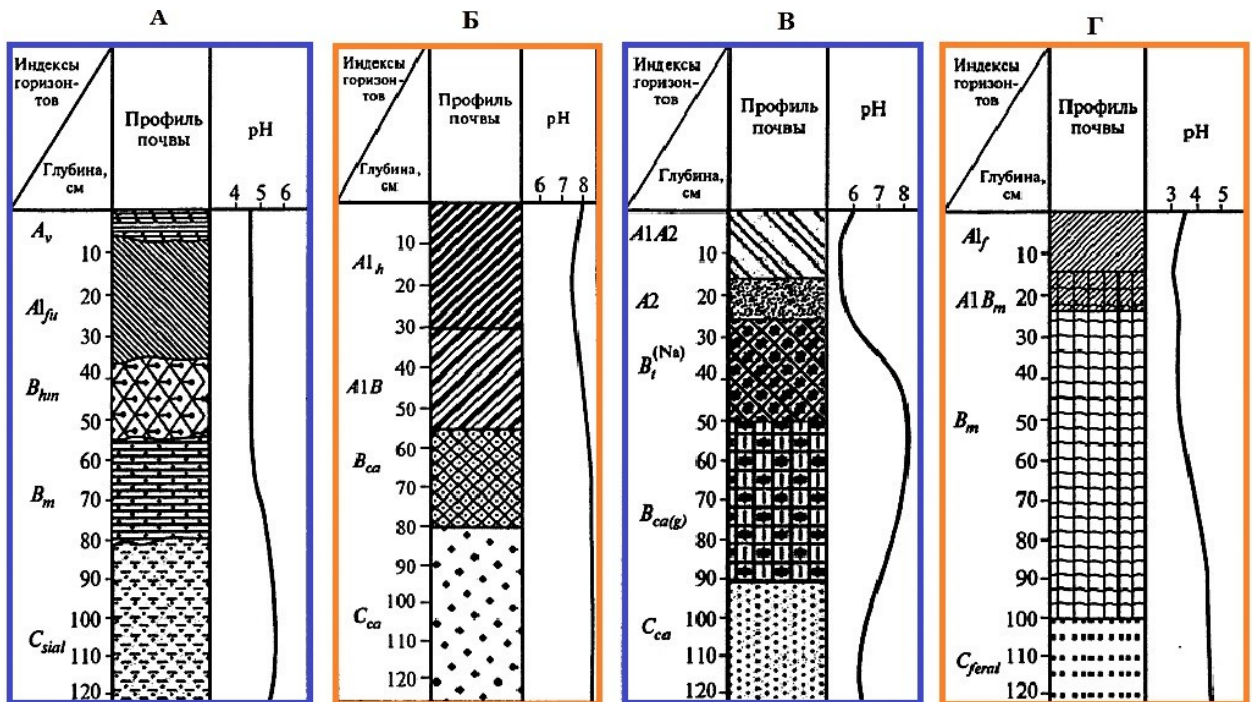 А
Индексы
горизон-
тов
Глубина,
см
Профиль
почвы
pH
4 5 6
A_v
10
A1_fu
20
30
40
B_hm
50
60
B_m
70
80
90
C_sial
100
110
120
Б
Индексы
горизон-
тов
Глубина,
см
Профиль
почвы
pH
6 7 8
10
A1_h
20
30
40
A1B
50
60
B_ca
70
80
90
C_ca
100
110
120
В
Индексы
горизон-
тов
Глубина,
см
Профиль
почвы
pH
6 7 8
A1A2
10
A2
20
30
B_t^(Na)
40
50
60
B_ca(g)
70
80
90
C_ca
100
110
120
Г
Индексы
горизон-
тов
Глубина,
см
Профиль
почвы
pH
3 4 5
A1_f
10
A1B_m
20
30
40
B_m
50
60
70
80
90
100
C_feral
110
120